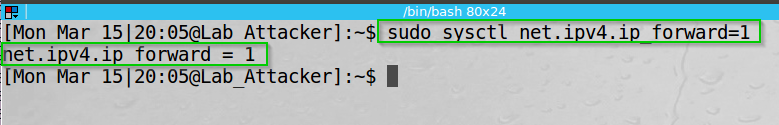 /bin/bash 80x24
[Mon Mar 15|20:05@Lab_Attacker]:~$ sudo sysctl net.ipv4.ip_forward=1
net.ipv4.ip_forward = 1
[Mon Mar 15|20:05@Lab_Attacker]:~$